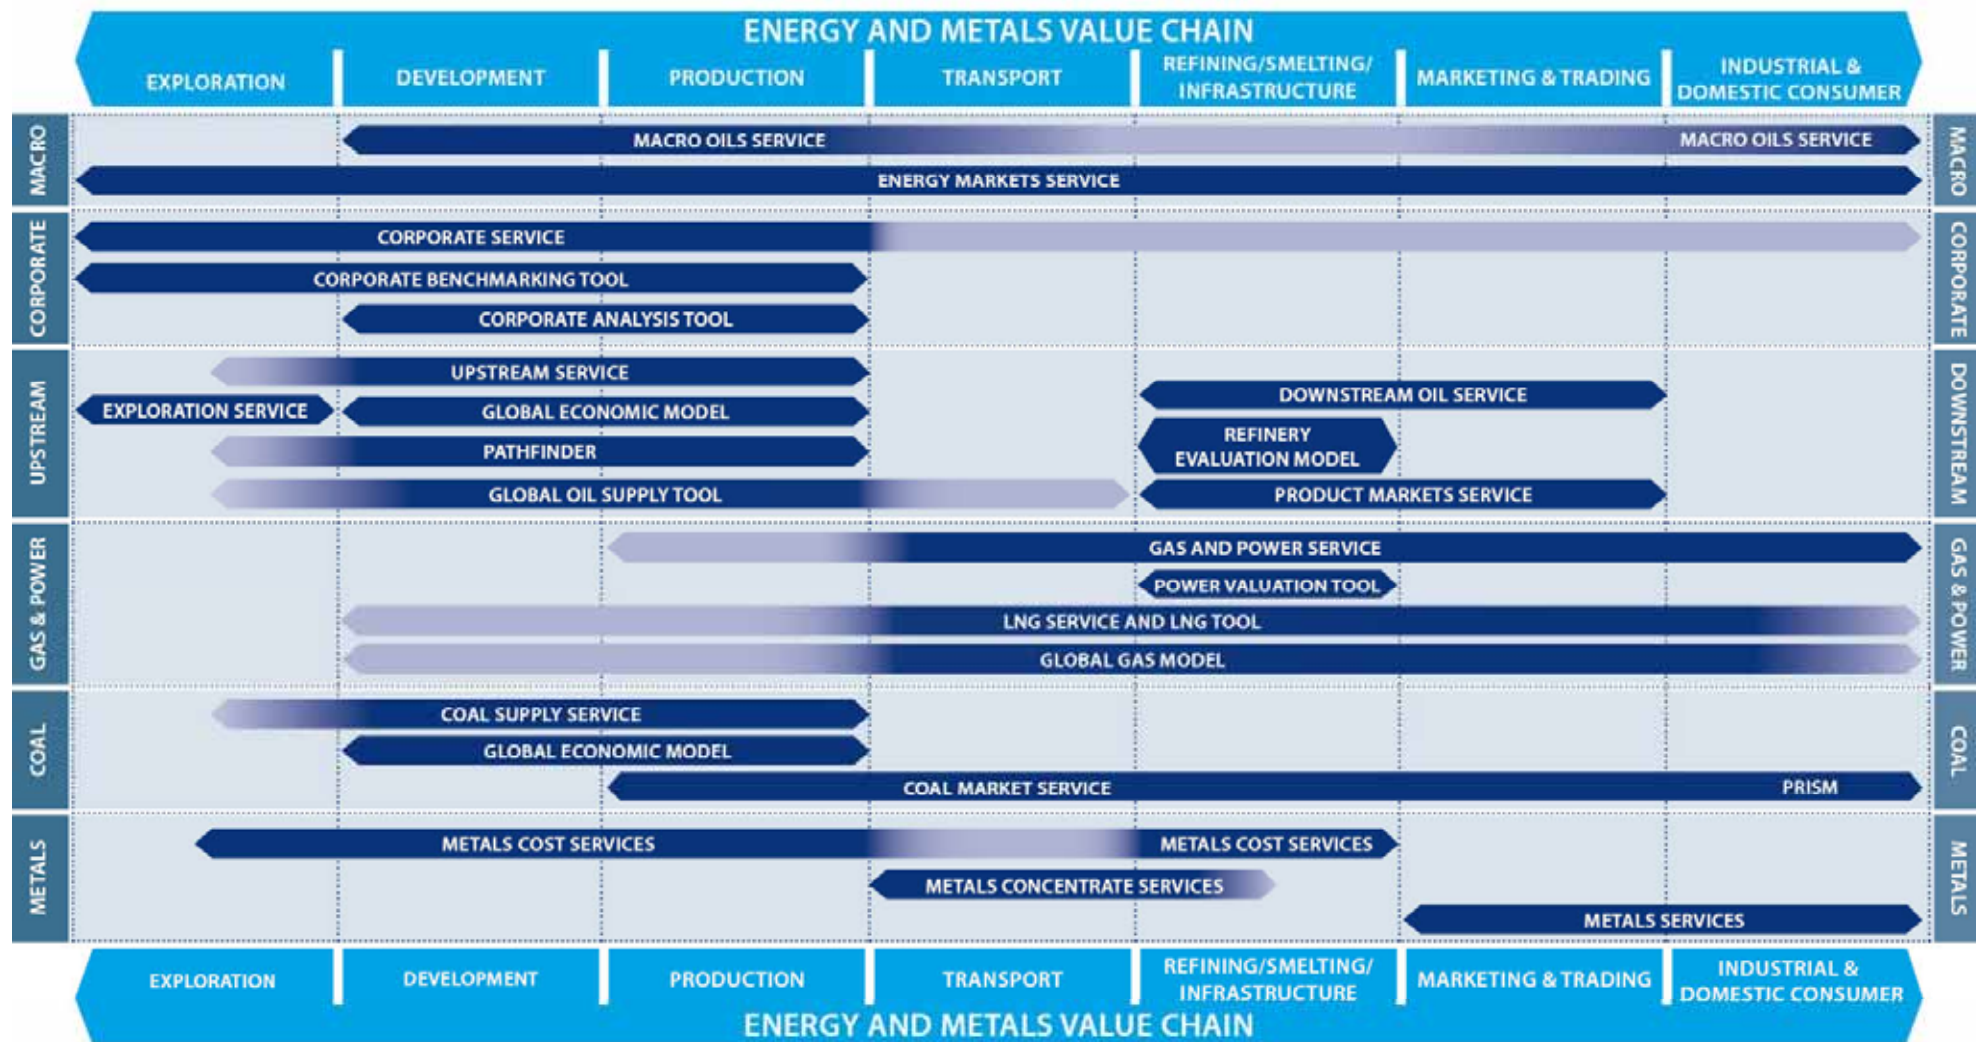 ENERGY AND METALS VALUE CHAIN
EXPLORATION
DEVELOPMENT
PRODUCTION
TRANSPORT
REFINING/SMELTING/
INFRASTRUCTURE
MARKETING & TRADING
INDUSTRIAL &
DOMESTIC CONSUMER
MACRO
MACRO OILS SERVICE
MACRO OILS SERVICE
ENERGY MARKETS SERVICE
MACRO
CORPORATE
CORPORATE SERVICE
CORPORATE BENCHMARKING TOOL
CORPORATE ANALYSIS TOOL
CORPORATE
UPSTREAM
UPSTREAM SERVICE
EXPLORATION SERVICE
GLOBAL ECONOMIC MODEL
PATHFINDER
GLOBAL OIL SUPPLY TOOL
DOWNSTREAM OIL SERVICE
REFINERY
EVALUATION MODEL
PRODUCT MARKETS SERVICE
DOWNSTREAM
GAS & POWER
GAS AND POWER SERVICE
POWER VALUATION TOOL
LNG SERVICE AND LNG TOOL
GLOBAL GAS MODEL
GAS & POWER
COAL
COAL SUPPLY SERVICE
GLOBAL ECONOMIC MODEL
COAL MARKET SERVICE
PRISM
COAL
METALS
METALS COST SERVICES
METALS COST SERVICES
METALS CONCENTRATE SERVICES
METALS SERVICES
METALS
EXPLORATION
DEVELOPMENT
PRODUCTION
TRANSPORT
REFINING/SMELTING/
INFRASTRUCTURE
MARKETING & TRADING
INDUSTRIAL &
DOMESTIC CONSUMER
ENERGY AND METALS VALUE CHAIN